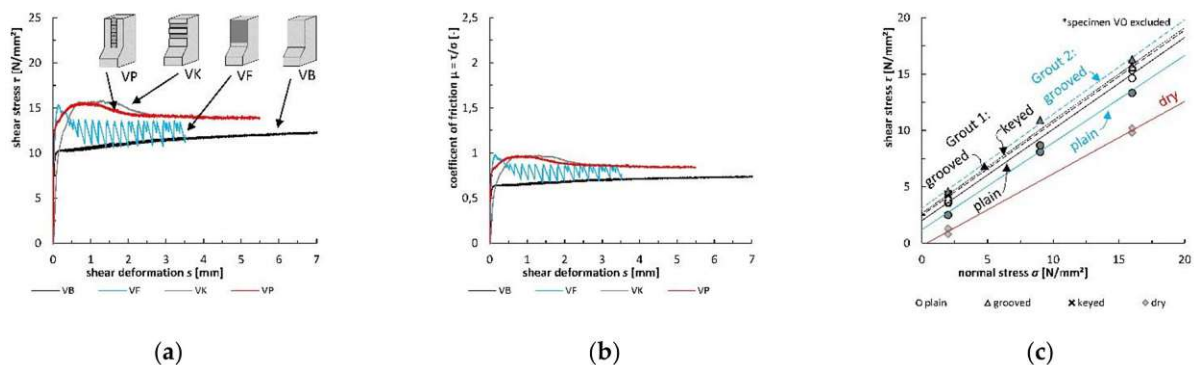 shear stress τ [N/mm²]
25
20
15
10
5
0
VP
VK
VF
VB
0
1
2
3
4
5
6
7
shear deformation s [mm]
VB
VF
VK
VP
(a)
coefficent of friction μ = τ/σ [-]
2,5
2
1,5
1
0,5
0
0
1
2
3
4
5
6
7
shear deformation s [mm]
VB
VF
VK
VP
(b)
shear stress τ [N/mm²]
20
15
10
5
0
*specimen VO excluded
Grout 2:
grooved
Grout 1:
keyed
grooved
plain
plain
dry
0
5
10
15
20
normal stress σ [N/mm²]
plain
grooved
keyed
dry
(c)